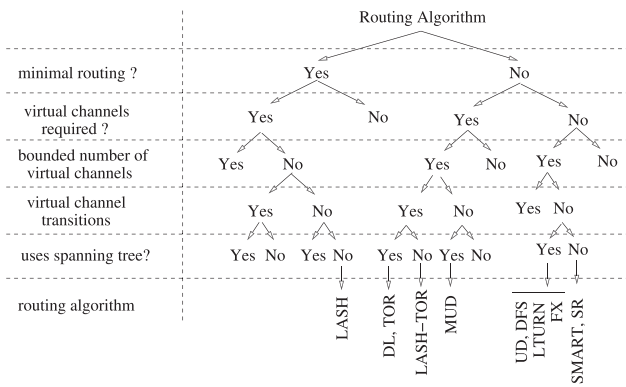 Routing Algorithm
minimal routing ? Yes No
virtual channels required ? Yes No Yes No
bounded number of virtual channels Yes No Yes No Yes No
virtual channel transitions Yes No Yes No Yes No
uses spanning tree? Yes No Yes No Yes No Yes No Yes No
routing algorithm
LASH
DL, TOR
LASH−TOR
MUD
UD, DFS
LTURN
FX
SMART, SR